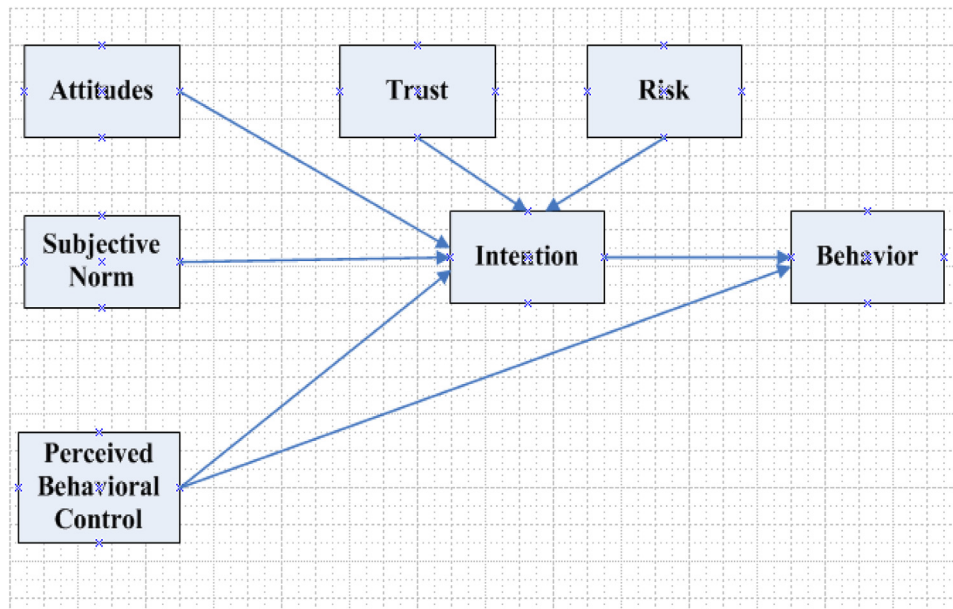 Attitudes
Trust
Risk
Subjective
Norm
Intention
Behavior
Perceived
Behavioral
Control